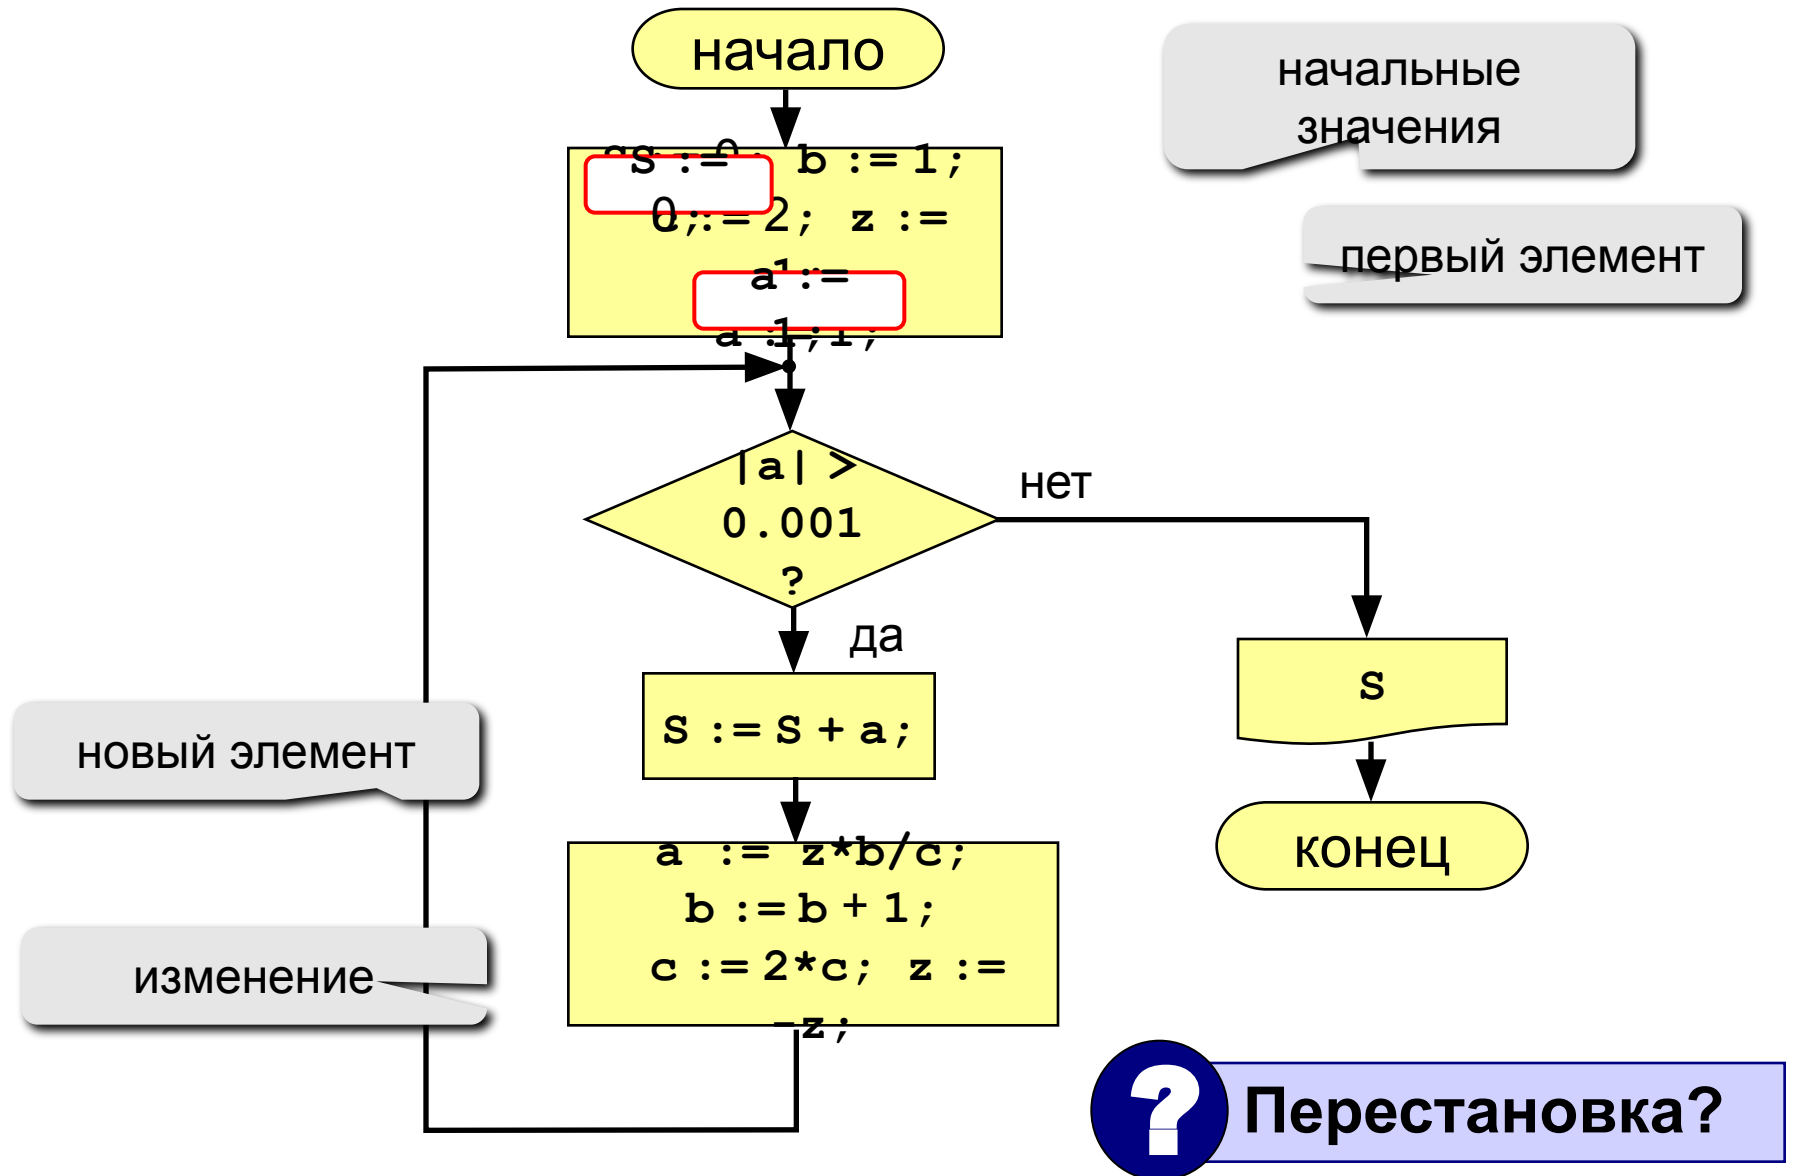 начало
начальные
значения
S := 0; b := 1;
0; := 2; z :=
первый элемент
a :=
a := 1;
|a| >
0.001
?
нет
да
S := S + a;
S
новый элемент
a := z*b/c;
b := b + 1;
c := 2*c; z :=
-z;
конец
изменение
? Перестановка?